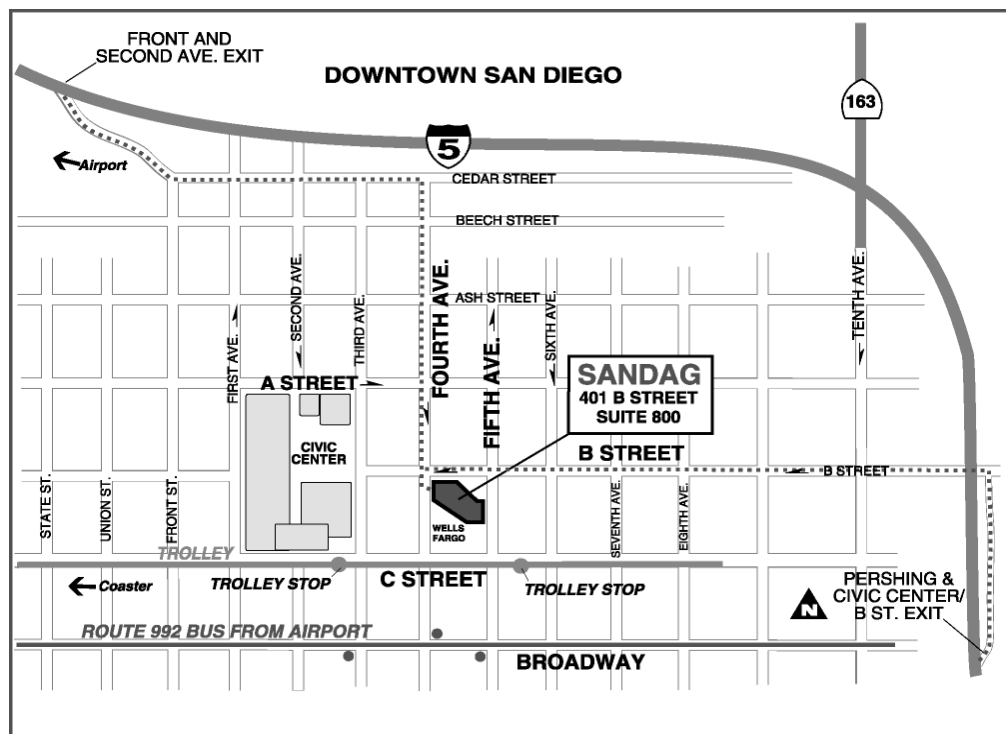 FRONT AND
SECOND AVE. EXIT
DOWNTOWN SAN DIEGO
163
5
Airport
CEDAR STREET
BEECH STREET
SECOND AVE.
FOURTH AVE.
ASH STREET
TENTH AVE.
FIRST AVE.
THIRD AVE.
FIFTH AVE.
SIXTH AVE.
A STREET
SANDAG
401 B STREET
SUITE 800
CIVIC
CENTER
B STREET
B STREET
STATE ST.
UNION ST.
FRONT ST.
WELLS
FARGO
SEVENTH AVE.
EIGHTH AVE.
TROLLEY
TROLLEY STOP
C STREET
TROLLEY STOP
Coaster
PERSHING &
CIVIC CENTER/
B ST. EXIT
N
ROUTE 992 BUS FROM AIRPORT
BROADWAY